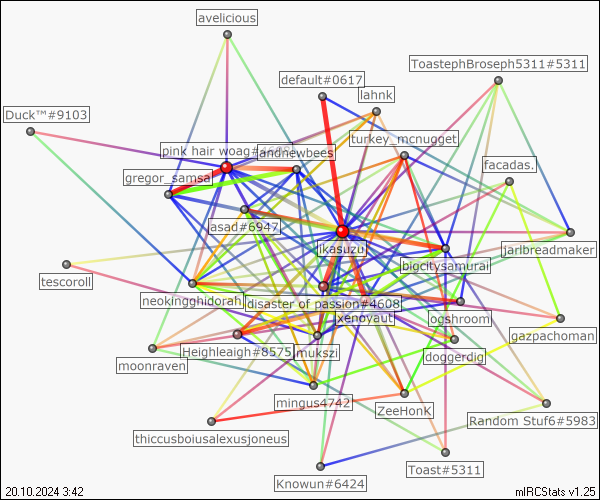 avelicious
ToastephBroseph5311#5311
default#0617
lahnk
Duck™#9103
turkey_mcnugget
pink hair woag#
andrewbees
facadas.
gregor_samsa
asad#6947
ikasuzu
JarlBreadmaker
bigcitysamurai
tescoroll
neokingghidorah
disaster of passion#4608
xenoyaut
ogshroom
gazpachoman
Heighleaigh#8575
mukszi
doggerdig
moonraven
mingus4742
ZeeHonK
Random Stuf6#5983
thiccusboiusalexusjoneus
Toast#5311
Knowun#6424
20.10.2024 3:42
mIRCStats v1.25